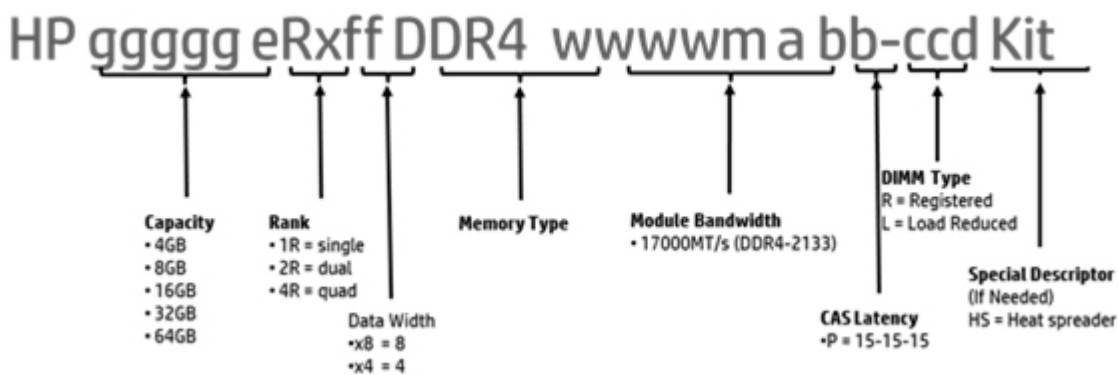 HP ggggg eRxff DDR4 wwwwm a bb-ccd Kit
Capacity
• 4GB
• 8GB
• 16GB
• 32GB
• 64GB
Rank
• 1R = single
• 2R = dual
• 4R = quad
Data Width
•x8 = 8
•x4 = 4
Memory Type
Module Bandwidth
• 17000MT/s (DDR4-2133)
CAS Latency
•P = 15-15-15
DIMM Type
R = Registered
L = Load Reduced
Special Descriptor
(If Needed)
HS = Heat spreader